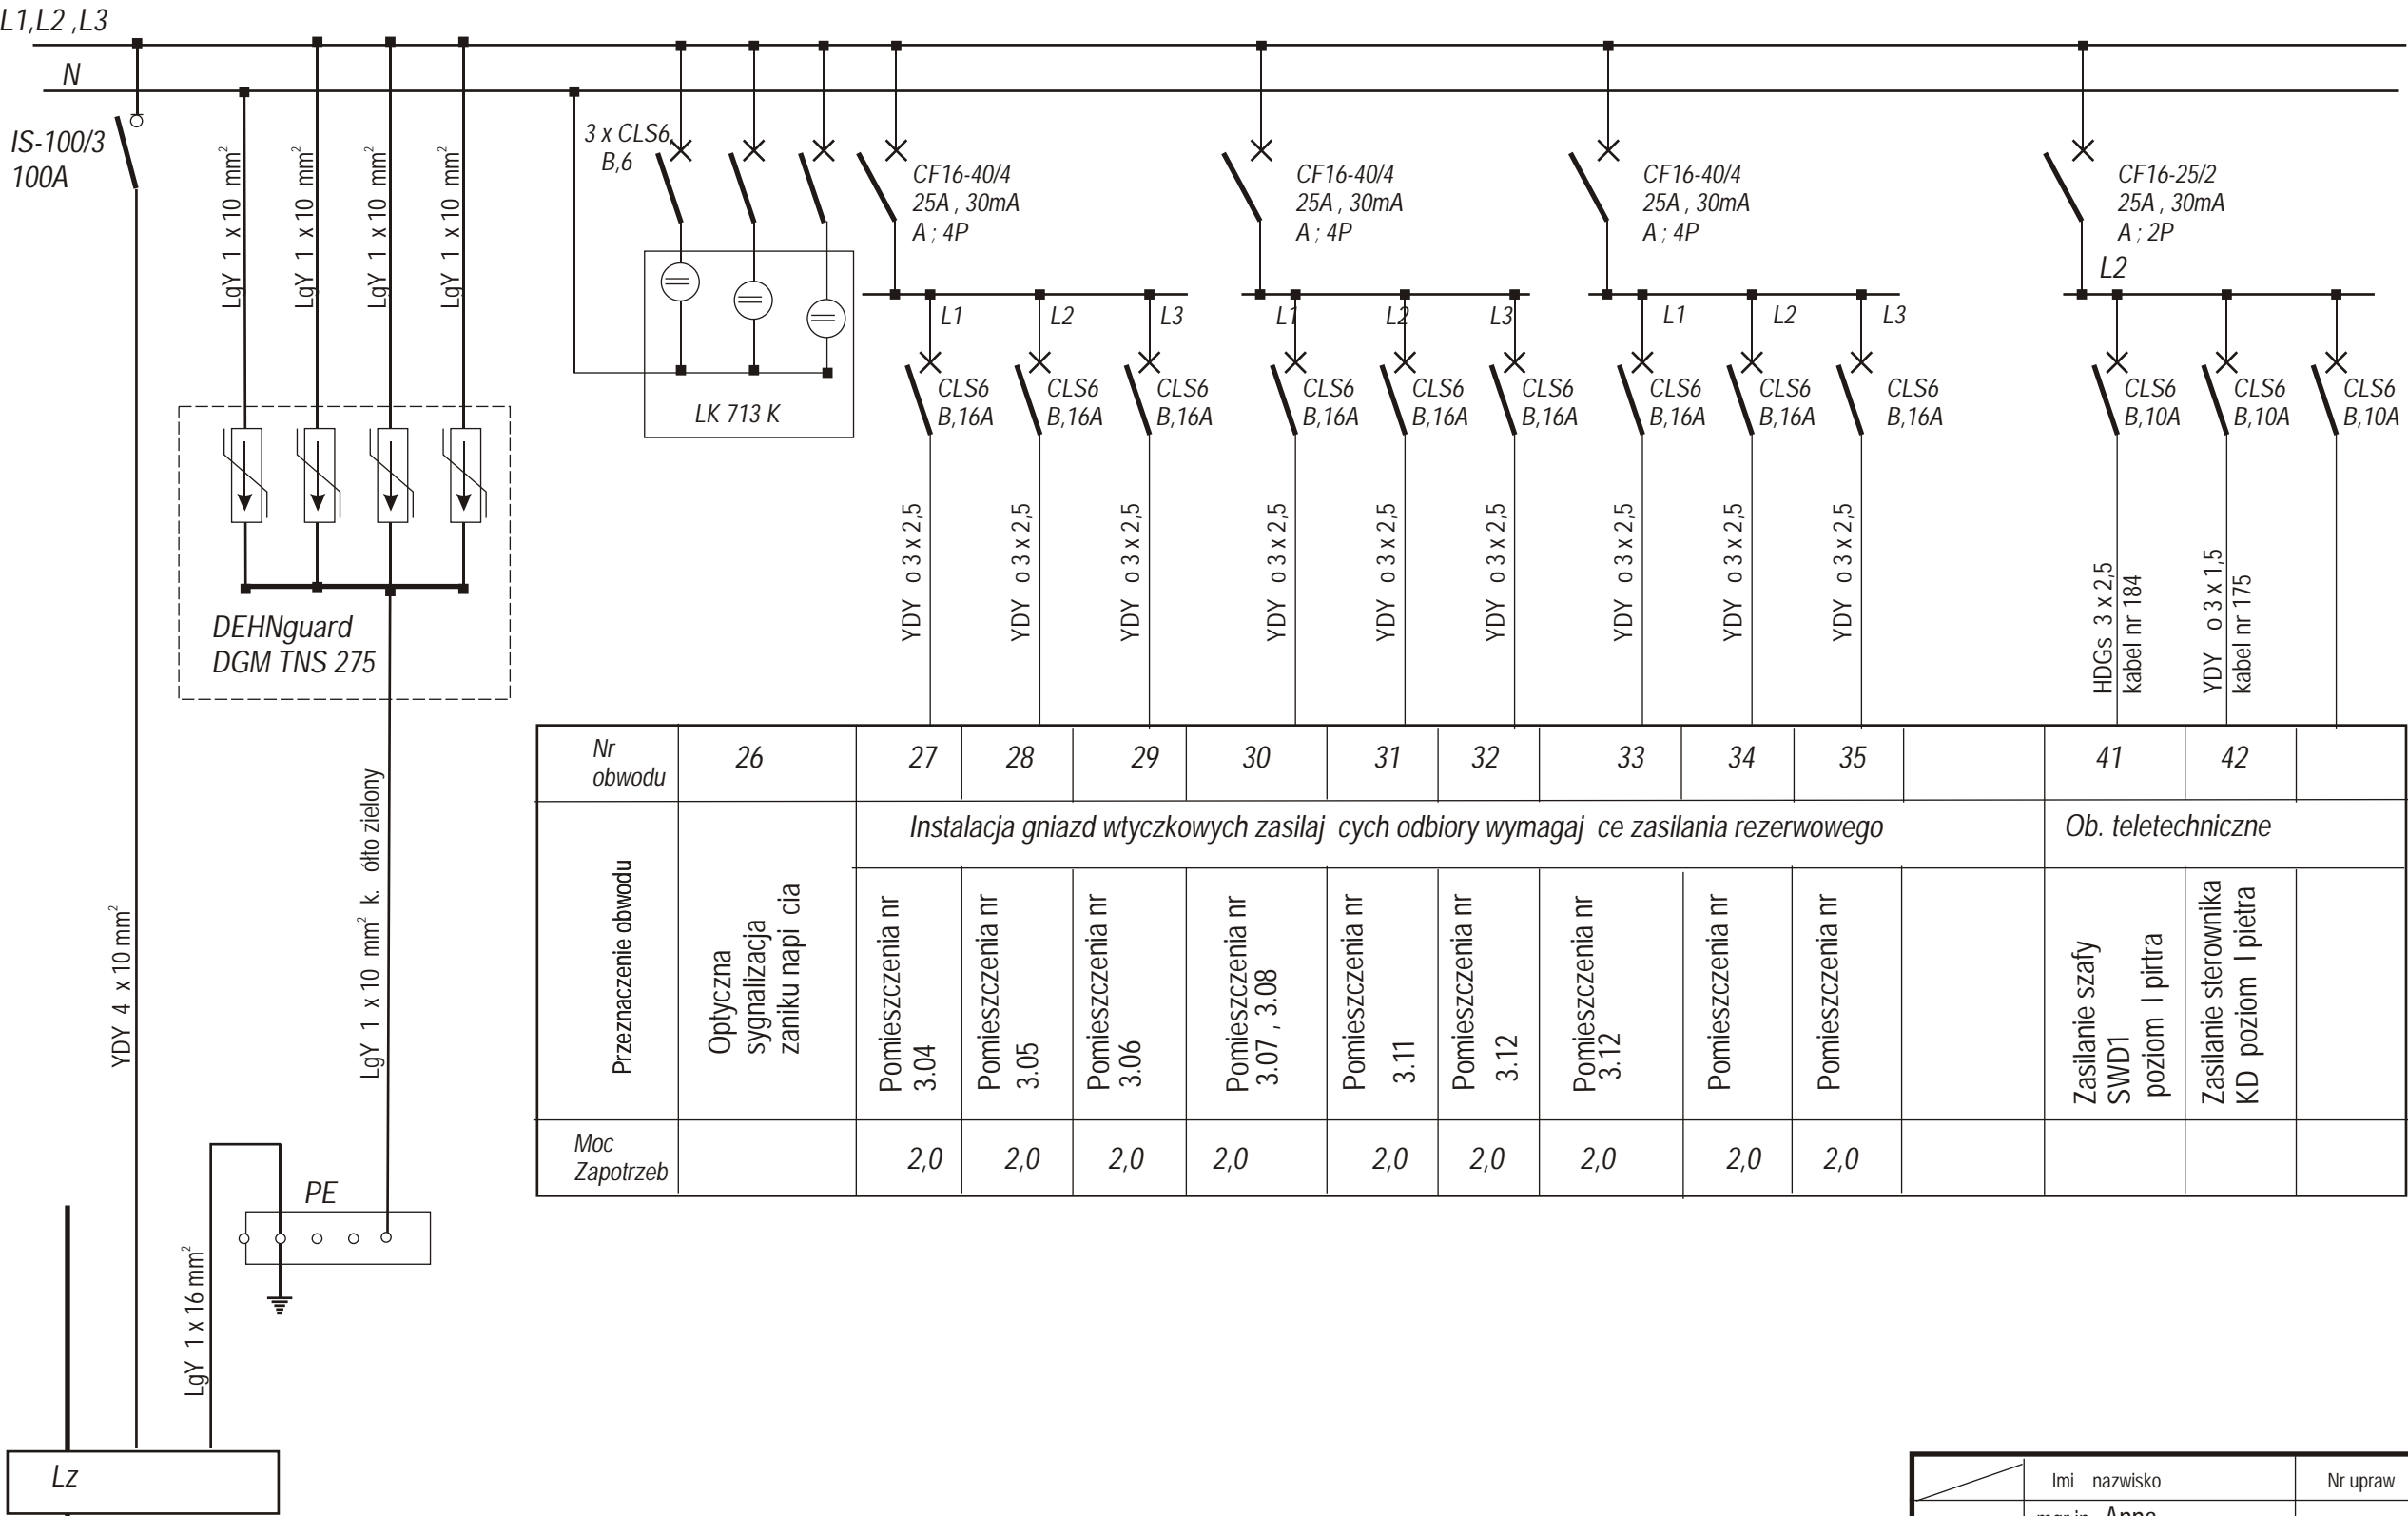 L1,L2 ,L3
N
IS-100/3
100A
LgY 1 x 10 mm²
LgY 1 x 10 mm²
LgY 1 x 10 mm²
LgY 1 x 10 mm²
3 x CLS6,
B,6
LK 713 K
CF16-40/4
25A , 30mA
A ; 4P
CF16-40/4
25A , 30mA
A ; 4P
CF16-40/4
25A , 30mA
A ; 4P
CF16-25/2
25A , 30mA
A ; 2P
L2
L1
L2
L3
L1
L2
L3
L1
L2
L3
CLS6
B,16A
CLS6
B,16A
CLS6
B,16A
CLS6
B,16A
CLS6
B,16A
CLS6
B,16A
CLS6
B,16A
CLS6
B,16A
CLS6
B,16A
CLS6
B,10A
CLS6
B,10A
CLS6
B,10A
YDY o 3 x 2,5
YDY o 3 x 2,5
YDY o 3 x 2,5
YDY o 3 x 2,5
YDY o 3 x 2,5
YDY o 3 x 2,5
YDY o 3 x 2,5
YDY o 3 x 2,5
YDY o 3 x 2,5
HDGs 3 x 2,5
kabel nr 184
YDY o 3 x 1,5
kabel nr 175
DEHNguard
DGM TNS 275
YDY 4 x 10 mm²
LgY 1 x 10 mm² k. ółto zielony
LgY 1 x 16 mm²
PE
Lz
Nr
obwodu
26
27
28
29
30
31
32
33
34
35
41
42
Przeznaczenie obwodu
Instalacja gniazd wtyczkowych zasilaj cych odbiory wymagaj ce zasilania rezerwowego
Ob. teletechniczne
Optyczna
sygnalizacja
zaniku napi cia
Pomieszczenia nr
3.04
Pomieszczenia nr
3.05
Pomieszczenia nr
3.06
Pomieszczenia nr
3.07 , 3.08
Pomieszczenia nr
3.11
Pomieszczenia nr
3.12
Pomieszczenia nr
3.12
Pomieszczenia nr
Pomieszczenia nr
Zasilanie szafy
SWD1
poziom I pirtra
Zasilanie sterownika
KD poziom I pietra
Moc
Zapotrzeb
2,0
2,0
2,0
2,0
2,0
2,0
2,0
2,0
2,0
Imi nazwisko
Nr upraw